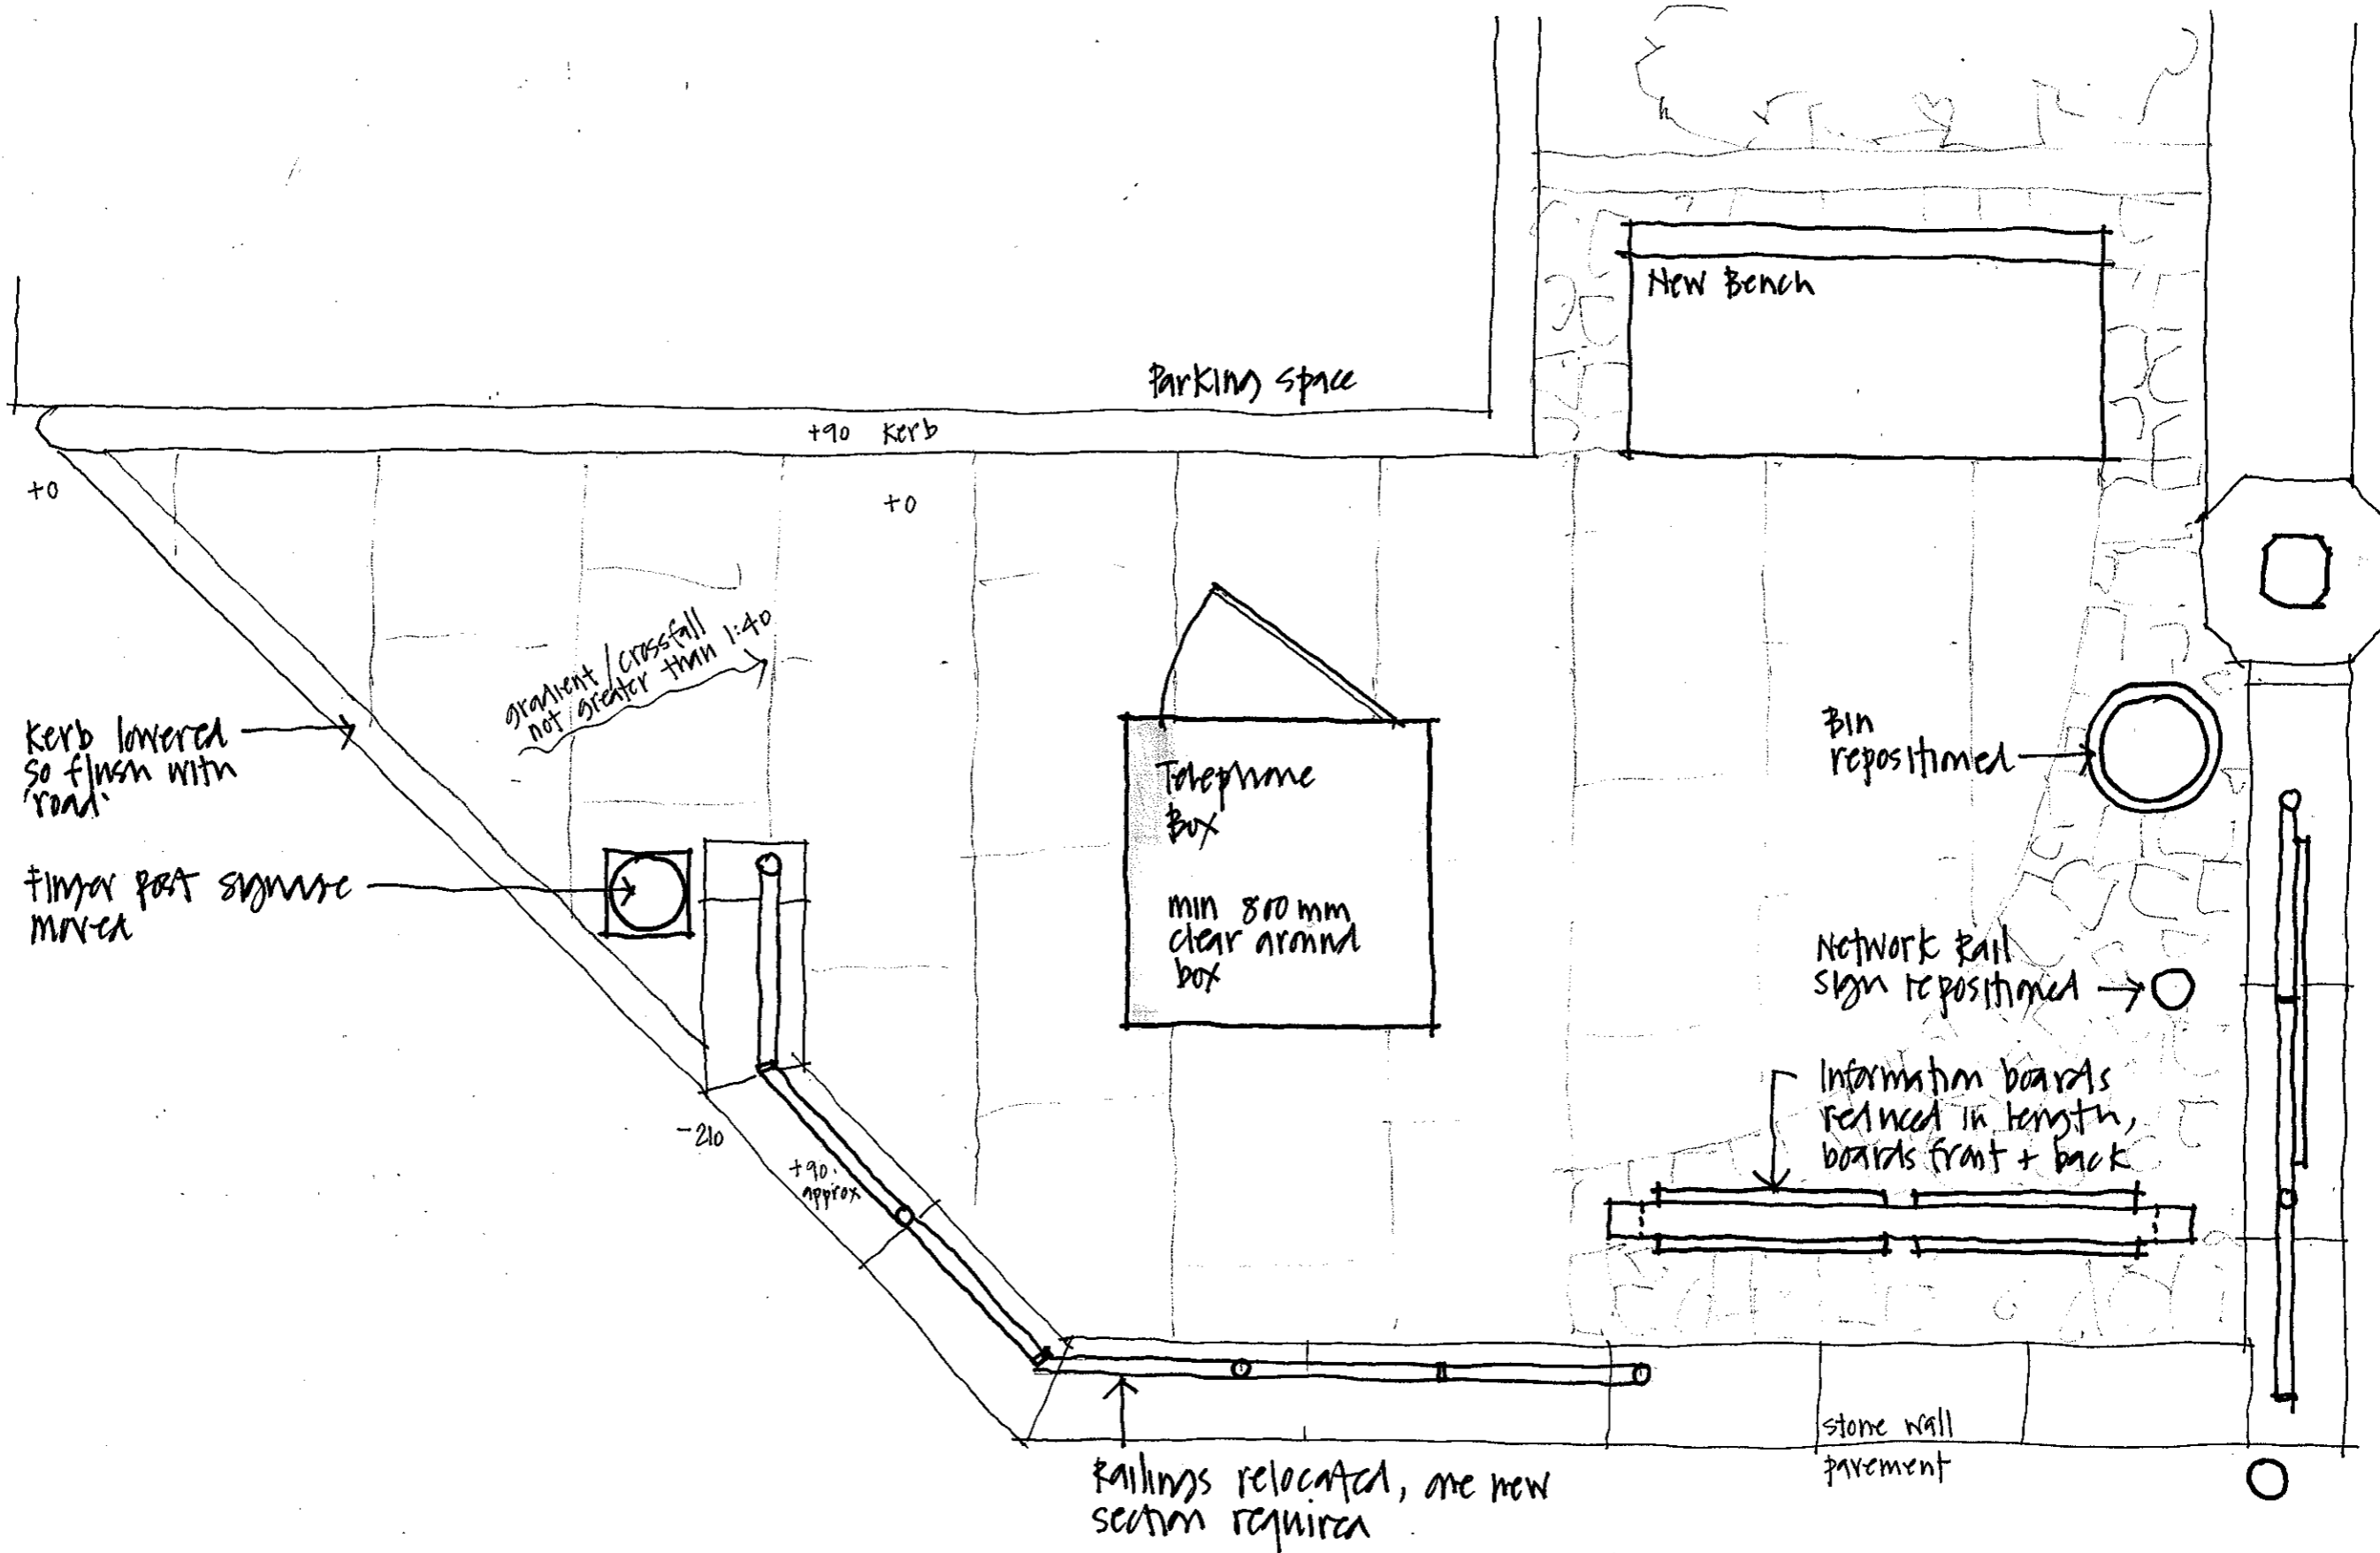 New Bench
Parking space
+90 Kerb
+0
+0
gradient/crossfall
not greater than 1:40
Kerb lowered
so flush with
'road'
Finger post signage
moved
Telephone
Box
min 800 mm
clear around
box
Bin
repositioned
Network Rail
sign repositioned
Information boards
reduced in length,
boards front + back
-210
+90
approx
stone wall
pavement
Railings relocated, one new
section required